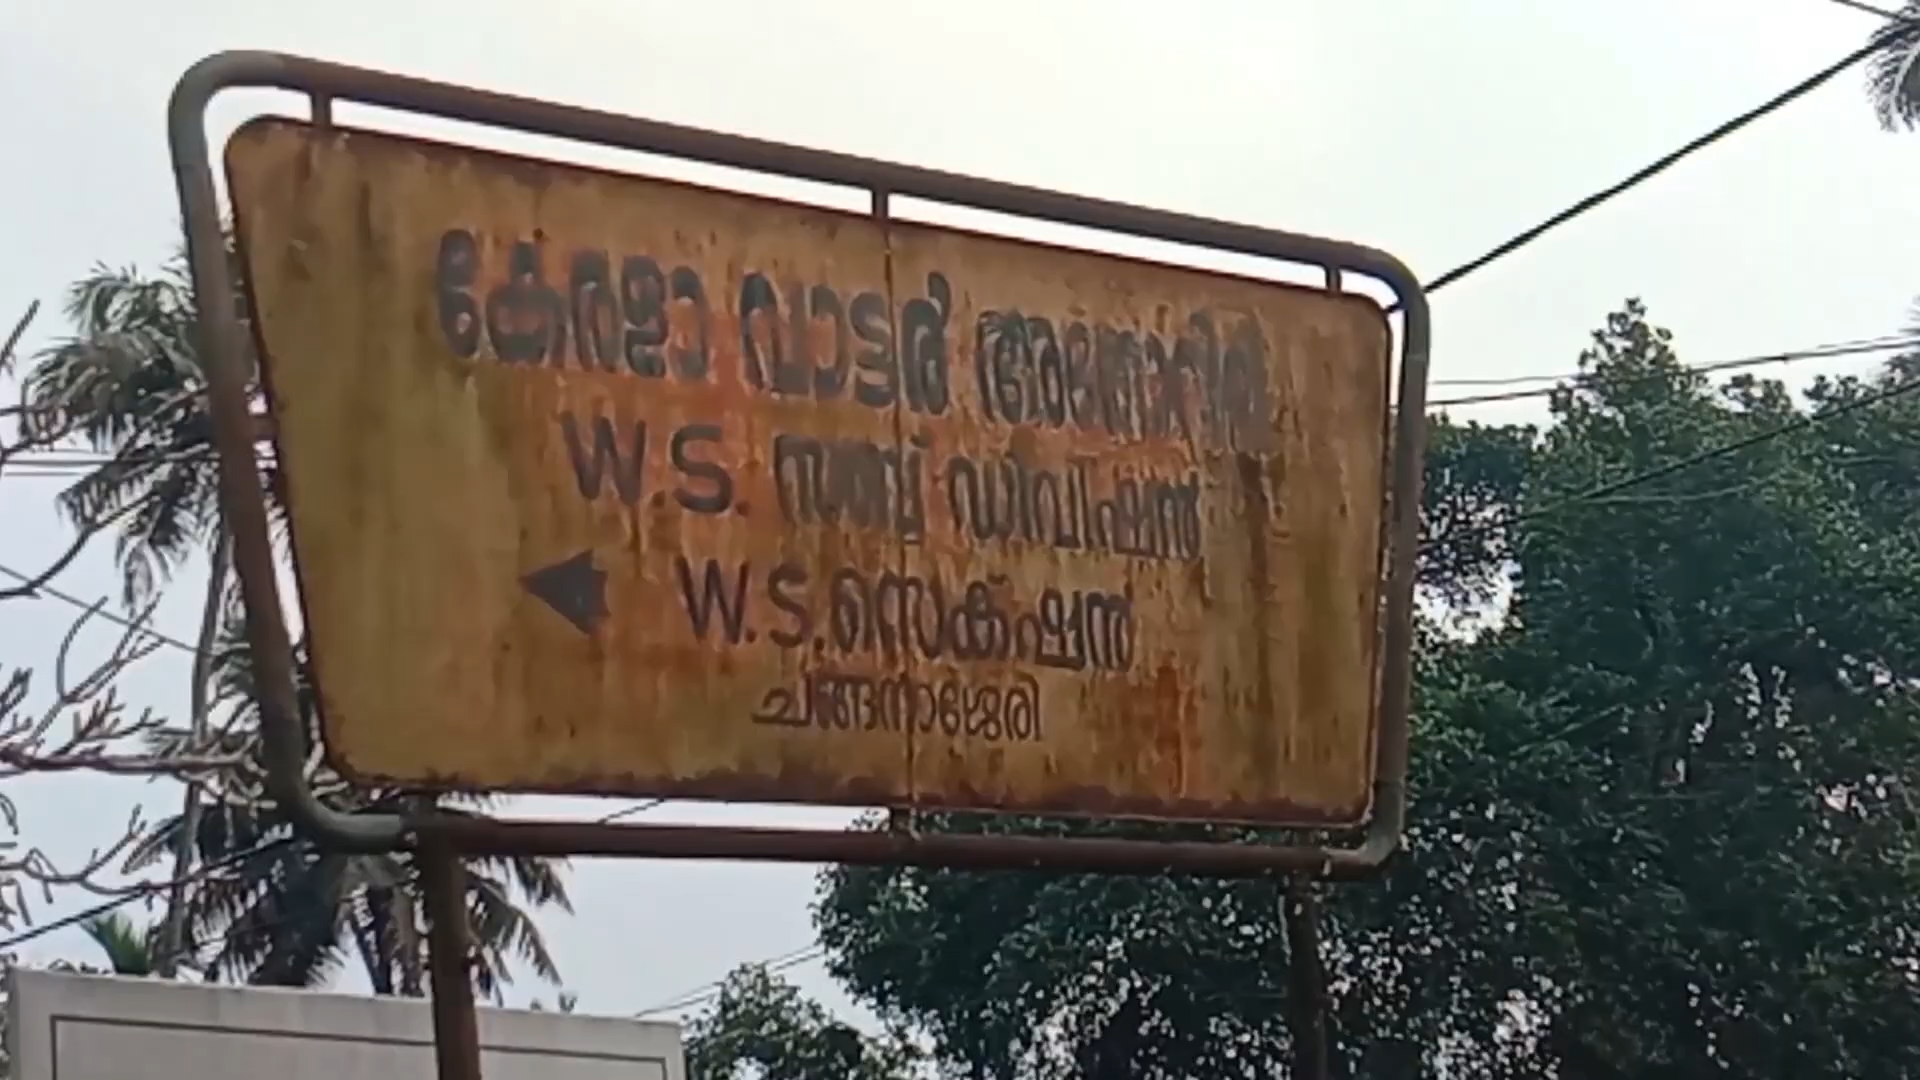 കേരളാ വാട്ടർ അതോറിറ്റി
W.S. സബ്ബ് ഡിവിഷൻ
W.S. സെക്ഷൻ
ചങ്ങനാശ്ശേരി